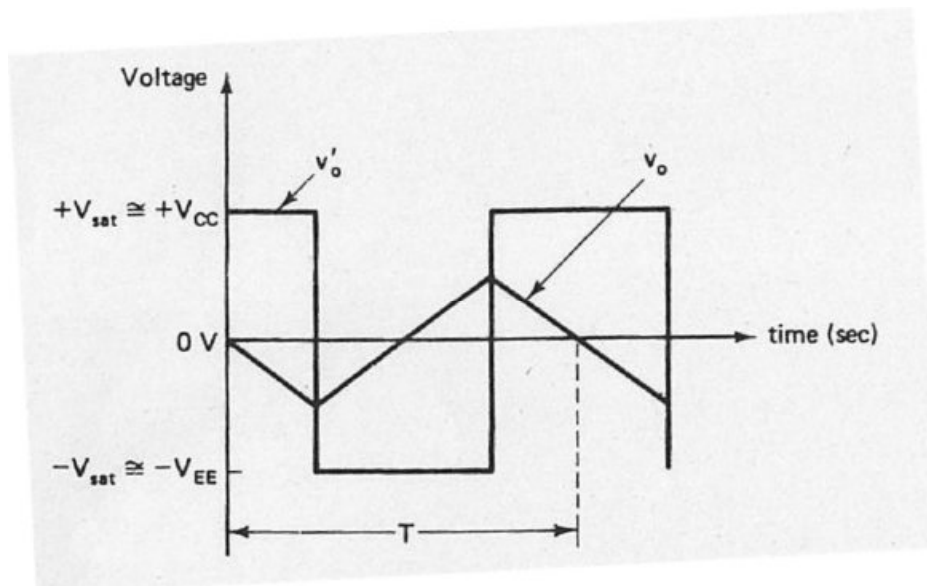 Voltage
v'o
vo
+Vsat ≅ +VCC
0 V
time (sec)
−Vsat ≅ −VEE
T